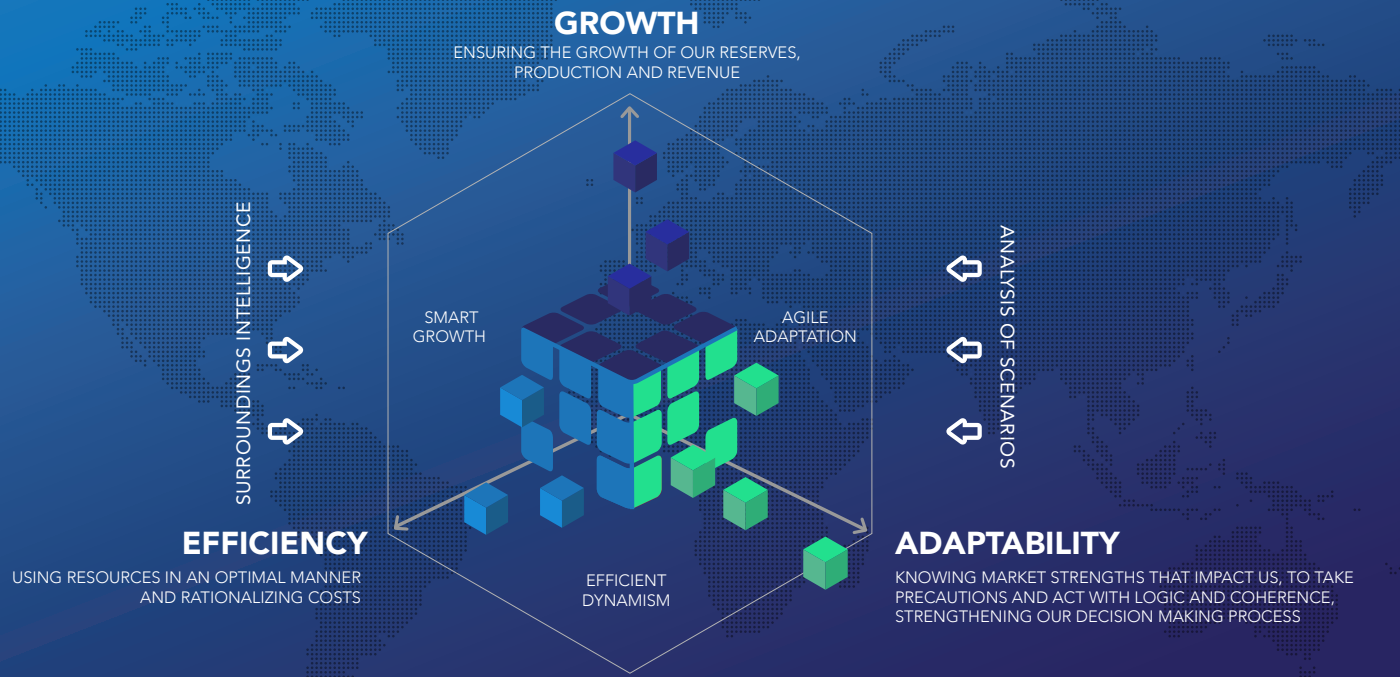 GROWTH
ENSURING THE GROWTH OF OUR RESERVES,
PRODUCTION AND REVENUE
SURROUNDINGS INTELLIGENCE
ANALYSIS OF SCENARIOS
SMART
GROWTH
AGILE
ADAPTATION
EFFICIENCY
USING RESOURCES IN AN OPTIMAL MANNER
AND RATIONALIZING COSTS
EFFICIENT
DYNAMISM
ADAPTABILITY
KNOWING MARKET STRENGTHS THAT IMPACT US, TO TAKE
PRECAUTIONS AND ACT WITH LOGIC AND COHERENCE,
STRENGTHENING OUR DECISION MAKING PROCESS